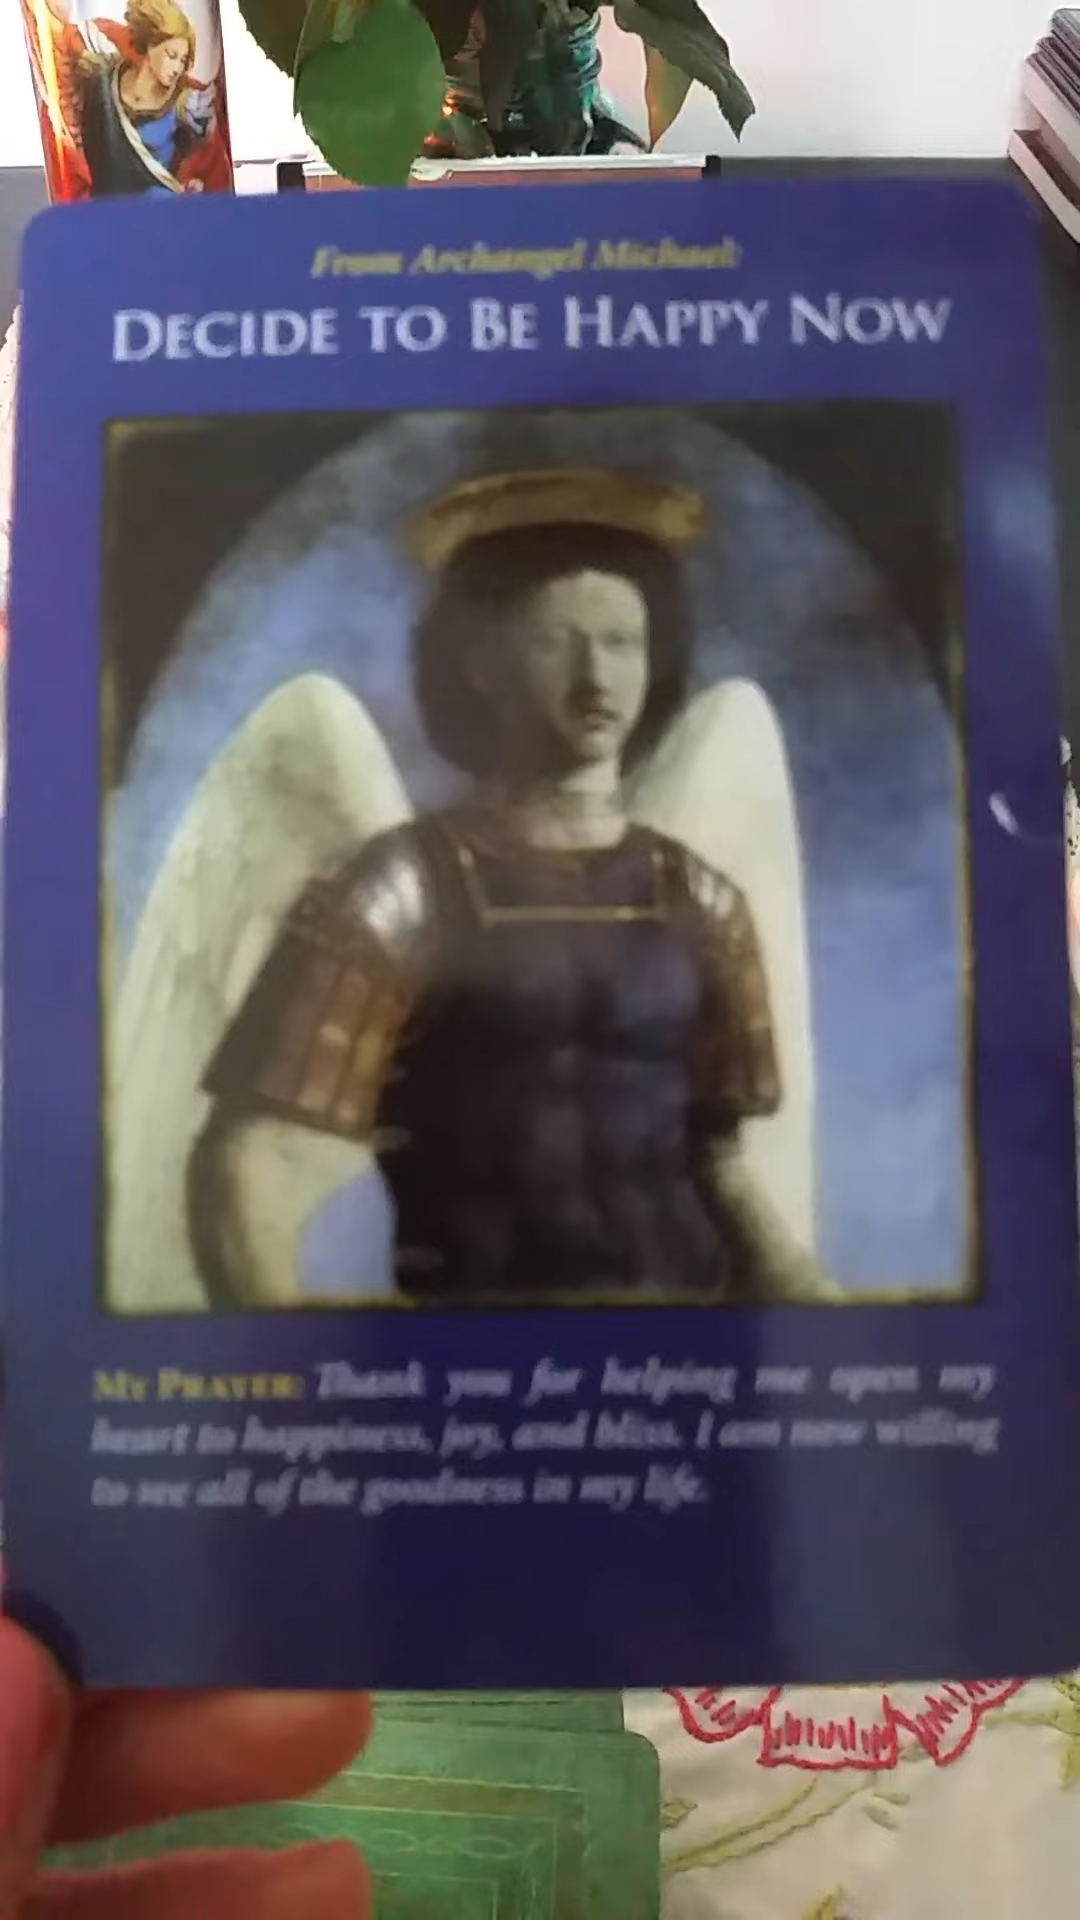 From Archangel Michael:
DECIDE TO BE HAPPY NOW
MY PRAYER: Thank you for helping me open my
heart to happiness, joy, and bliss. I am now willing
to see all of the goodness in my life.